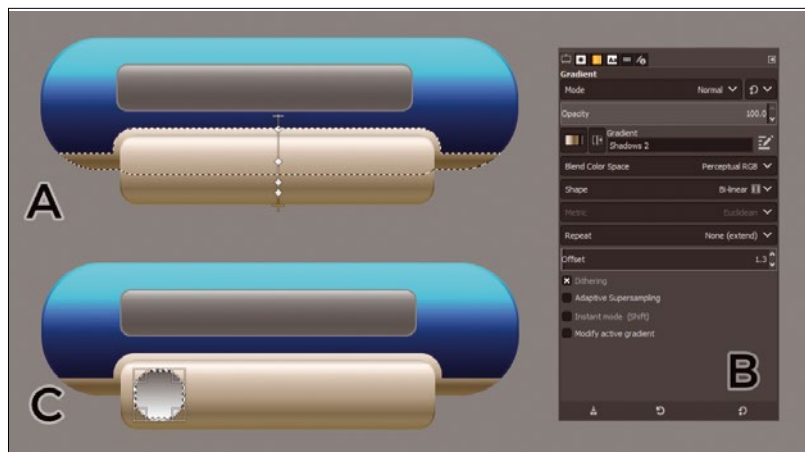 A
Gradient
Mode Normal
Opacity 100.0
Gradient
Shadows 2
Blend Color Space Perceptual RGB
Shape Bi-linear
Metric Euclidean
Repeat None (extend)
Offset 1.3
Dithering
Adaptive Supersampling
Instant mode (Shift)
Modify active gradient
B
C